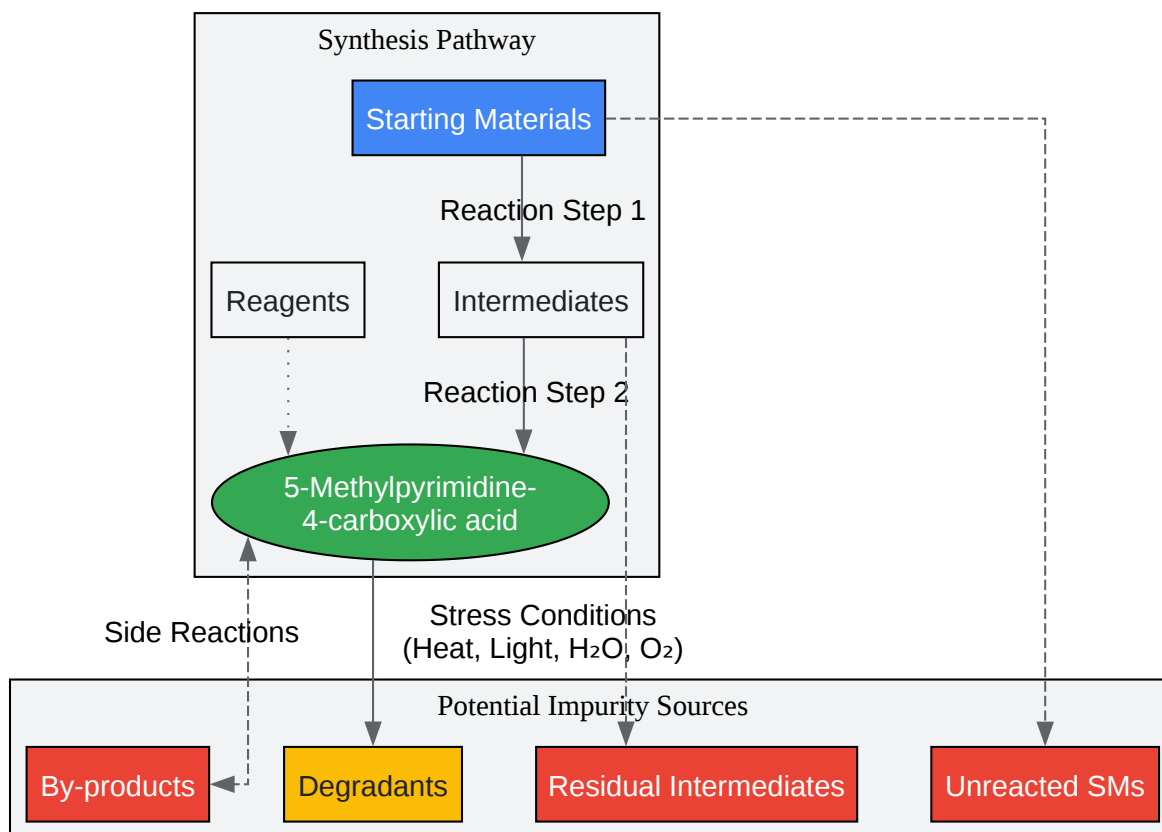 Synthesis Pathway
Starting Materials
Reaction Step 1
Reagents
Intermediates
Reaction Step 2
5-Methylpyrimidine-
4-carboxylic acid
Side Reactions
Stress Conditions
(Heat, Light, H₂O, O₂)
Potential Impurity Sources
By-products
Degradants
Residual Intermediates
Unreacted SMs